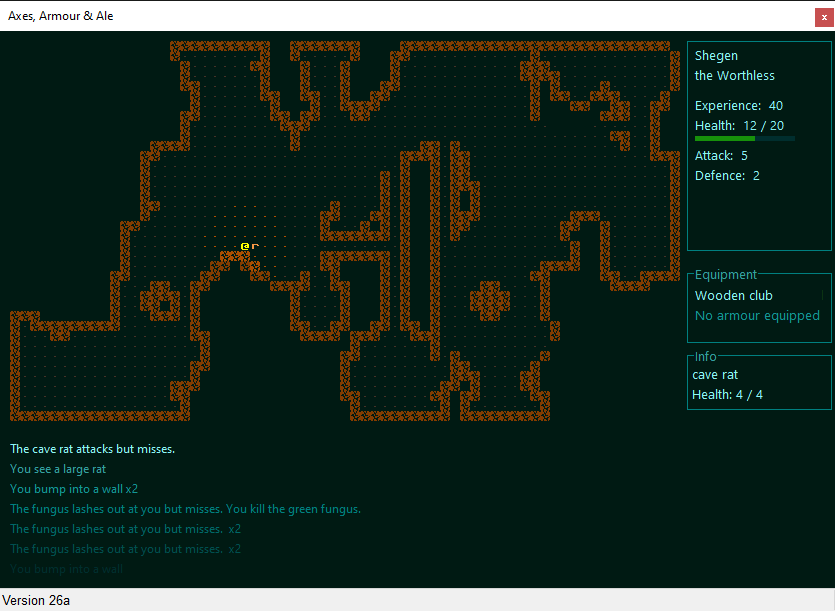 Axes, Armour & Ale
x
Shegen
the Worthless
Experience: 40
Health: 12 / 20
Attack: 5
Defence: 2
@r
Equipment
Wooden club
No armour equipped
Info
cave rat
Health: 4 / 4
The cave rat attacks but misses.
You see a large rat
You bump into a wall x2
The fungus lashes out at you but misses. You kill the green fungus.
The fungus lashes out at you but misses. x2
The fungus lashes out at you but misses. x2
You bump into a wall
Version 26a